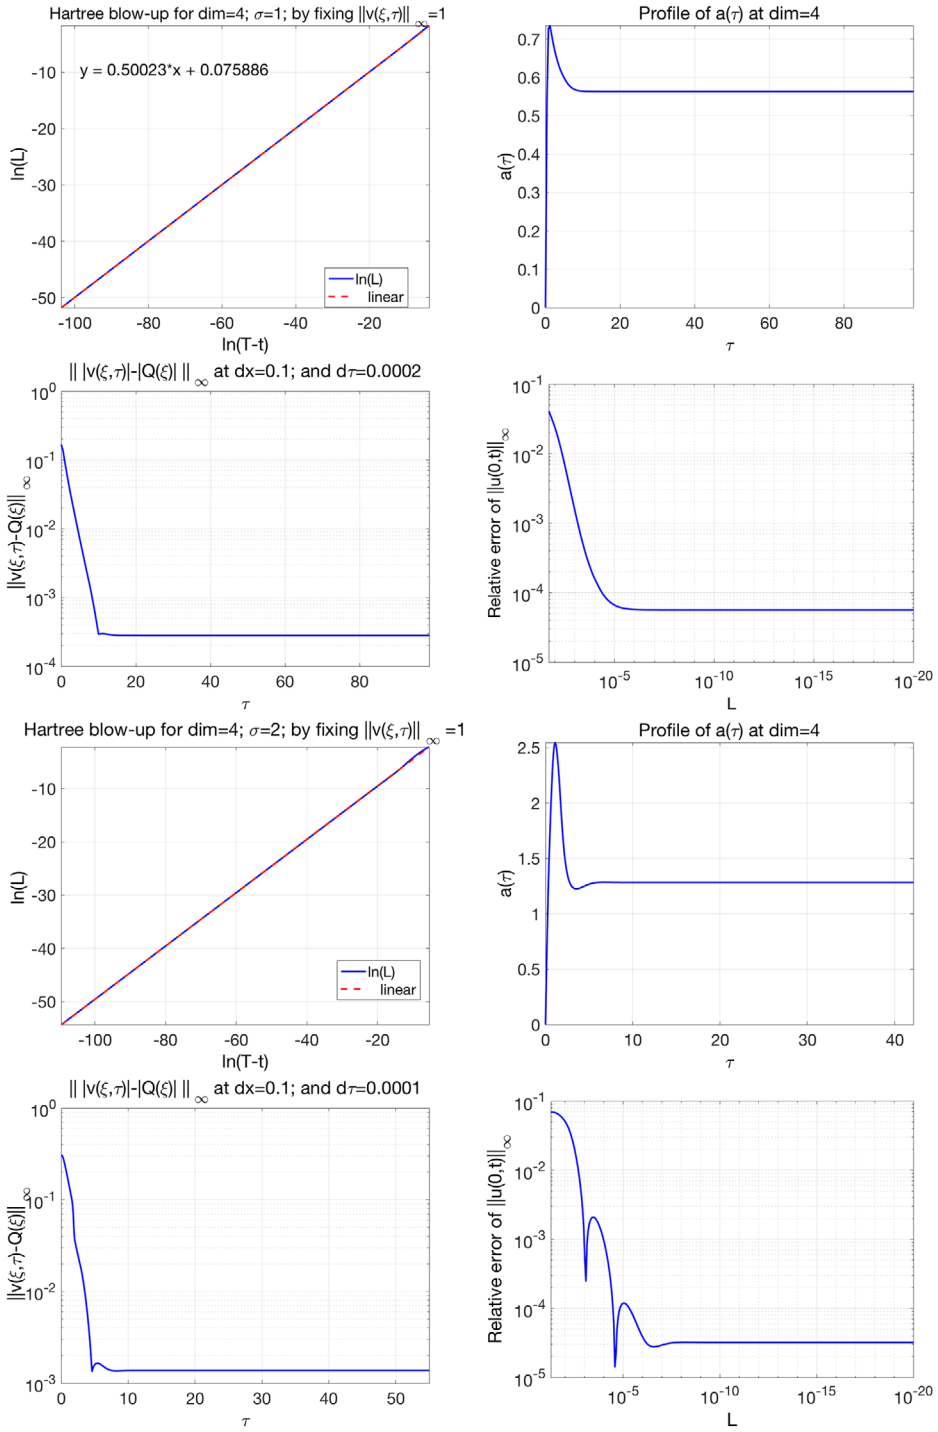 Hartree blow-up for dim=4; σ=1; by fixing ||v(ξ,τ)||∞=1
y = 0.50023*x + 0.075886
ln(L)
-10
-20
-30
-40
-50
ln(L)
linear
-100 -80 -60 -40 -20
ln(T-t)
Profile of a(τ) at dim=4
a(τ)
0.7
0.6
0.5
0.4
0.3
0.2
0.1
0
0 20 40 60 80
τ
|| |v(ξ,τ)|-|Q(ξ)| ||∞ at dx=0.1; and dτ=0.0002
||v(ξ,τ)-Q(ξ)||∞
10^0
10^-1
10^-2
10^-3
10^-4
0 20 40 60 80
τ
Relative error of ||u(0,t)||∞
10^-1
10^-2
10^-3
10^-4
10^-5
10^-5 10^-10 10^-15 10^-20
L
Hartree blow-up for dim=4; σ=2; by fixing ||v(ξ,τ)||∞=1
ln(L)
-10
-20
-30
-40
-50
ln(L)
linear
-100 -80 -60 -40 -20
ln(T-t)
Profile of a(τ) at dim=4
a(τ)
2.5
2
1.5
1
0.5
0
0 10 20 30 40
τ
|| |v(ξ,τ)|-|Q(ξ)| ||∞ at dx=0.1; and dτ=0.0001
||v(ξ,τ)-Q(ξ)||∞
10^0
10^-1
10^-2
10^-3
0 10 20 30 40 50
τ
Relative error of ||u(0,t)||∞
10^-1
10^-2
10^-3
10^-4
10^-5
10^-5 10^-10 10^-15 10^-20
L